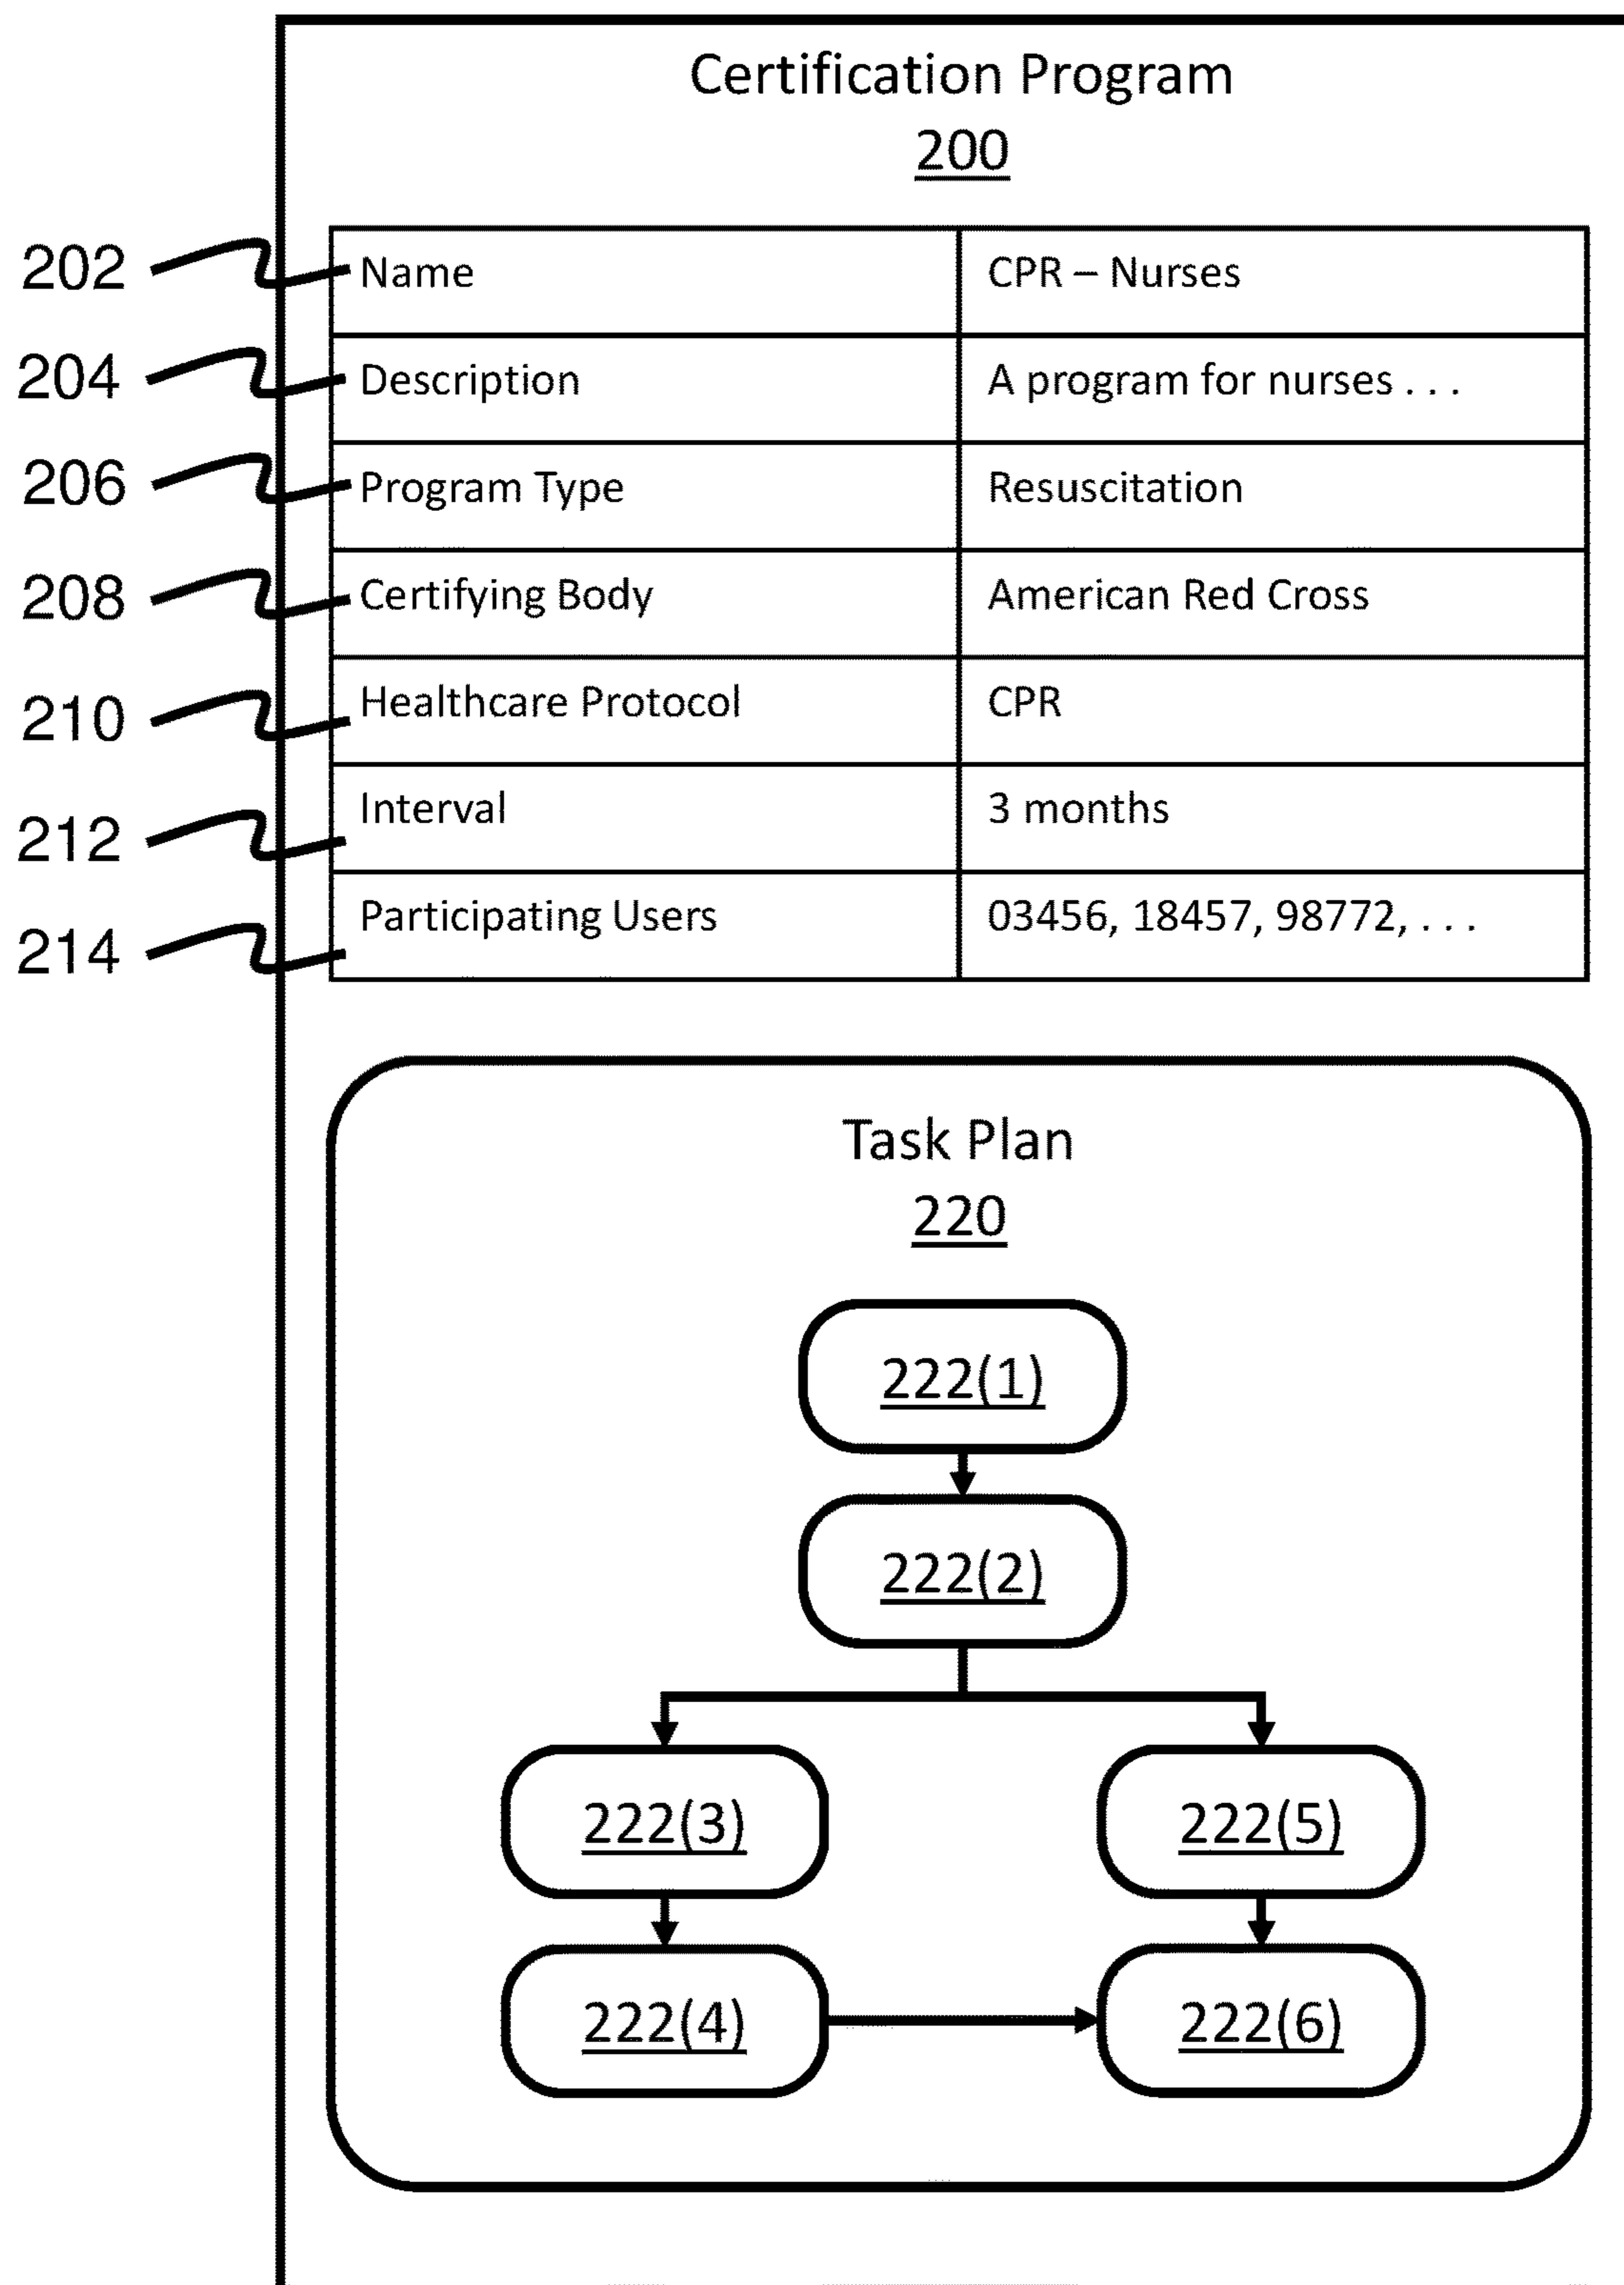 Certification Program
200
202 Name CPR – Nurses
204 Description A program for nurses . . .
206 Program Type Resuscitation
208 Certifying Body American Red Cross
210 Healthcare Protocol CPR
212 Interval 3 months
214 Participating Users 03456, 18457, 98772, . . .
Task Plan
220
222(1)
222(2)
222(3) 222(5)
222(4) 222(6)